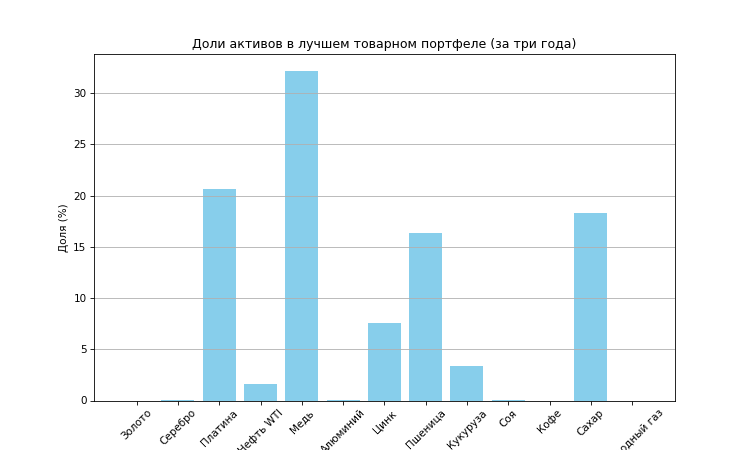 Доли активов в лучшем товарном портфеле (за три года)
Доля (%)
30
25
20
15
10
5
0
Золото
Серебро
Платина
Нефть WTI
Медь
Алюминий
Цинк
Пшеница
Кукуруза
Соя
Кофе
Сахар
газ